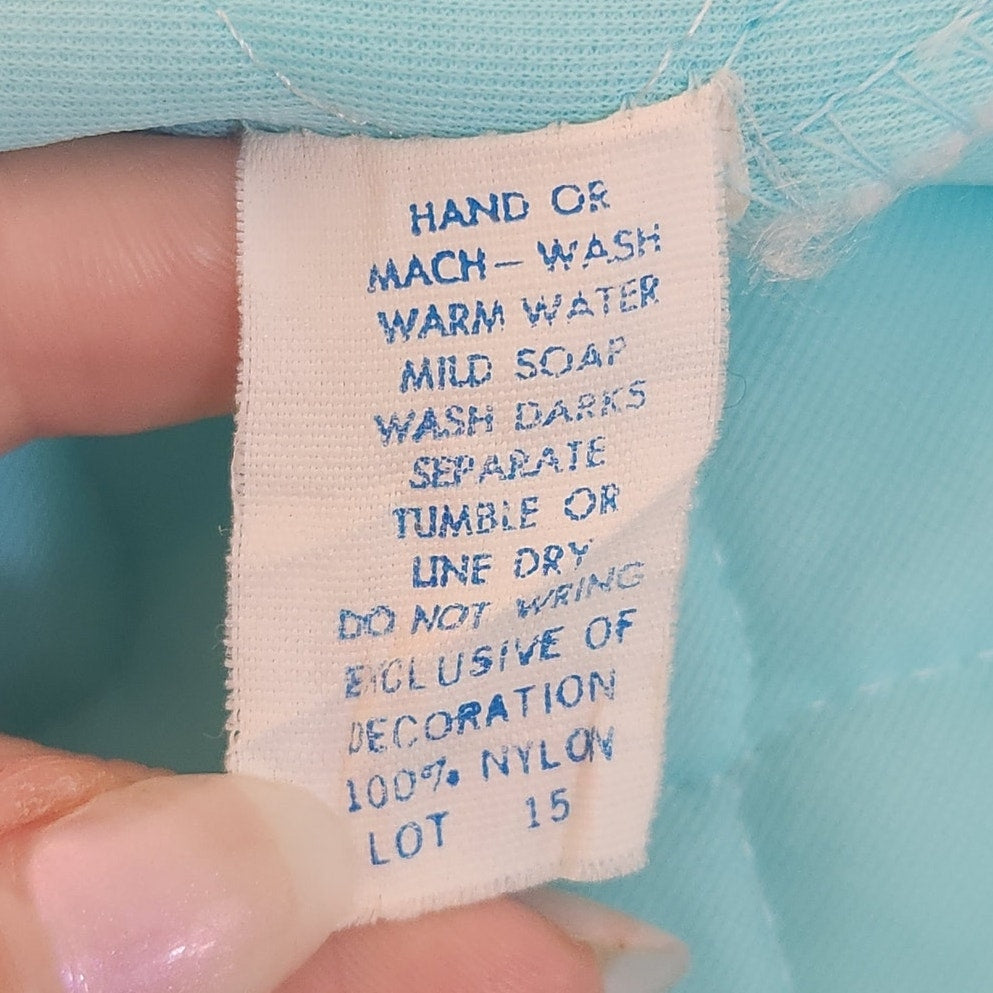 HAND OR
MACH-WASH
WARM WATER
MILD SOAP
WASH DARKS
SEPARATE
TUMBLE OR
LINE DRY
DO NOT WRING
EXCLUSIVE OF
DECORATION
100% NYLON
LOT 15